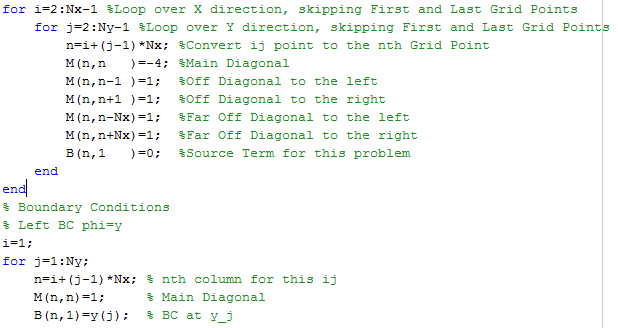 for i=2:Nx-1 %Loop over X direction, skipping First and Last Grid Points
    for j=2:Ny-1 %Loop over Y direction, skipping First and Last Grid Points
        n=i+(j-1)*Nx; %Convert ij point to the nth Grid Point
        M(n,n   )=-4; %Main Diagonal
        M(n,n-1 )=1;  %Off Diagonal to the left
        M(n,n+1 )=1;  %Off Diagonal to the right
        M(n,n-Nx)=1;  %Far Off Diagonal to the left
        M(n,n+Nx)=1;  %Far Off Diagonal to the right
        B(n,1   )=0;  %Source Term for this problem
    end
end
% Boundary Conditions
% Left BC phi=y
i=1;
for j=1:Ny;
    n=i+(j-1)*Nx; % nth column for this ij
    M(n,n)=1;     % Main Diagonal
    B(n,1)=y(j);  % BC at y_j